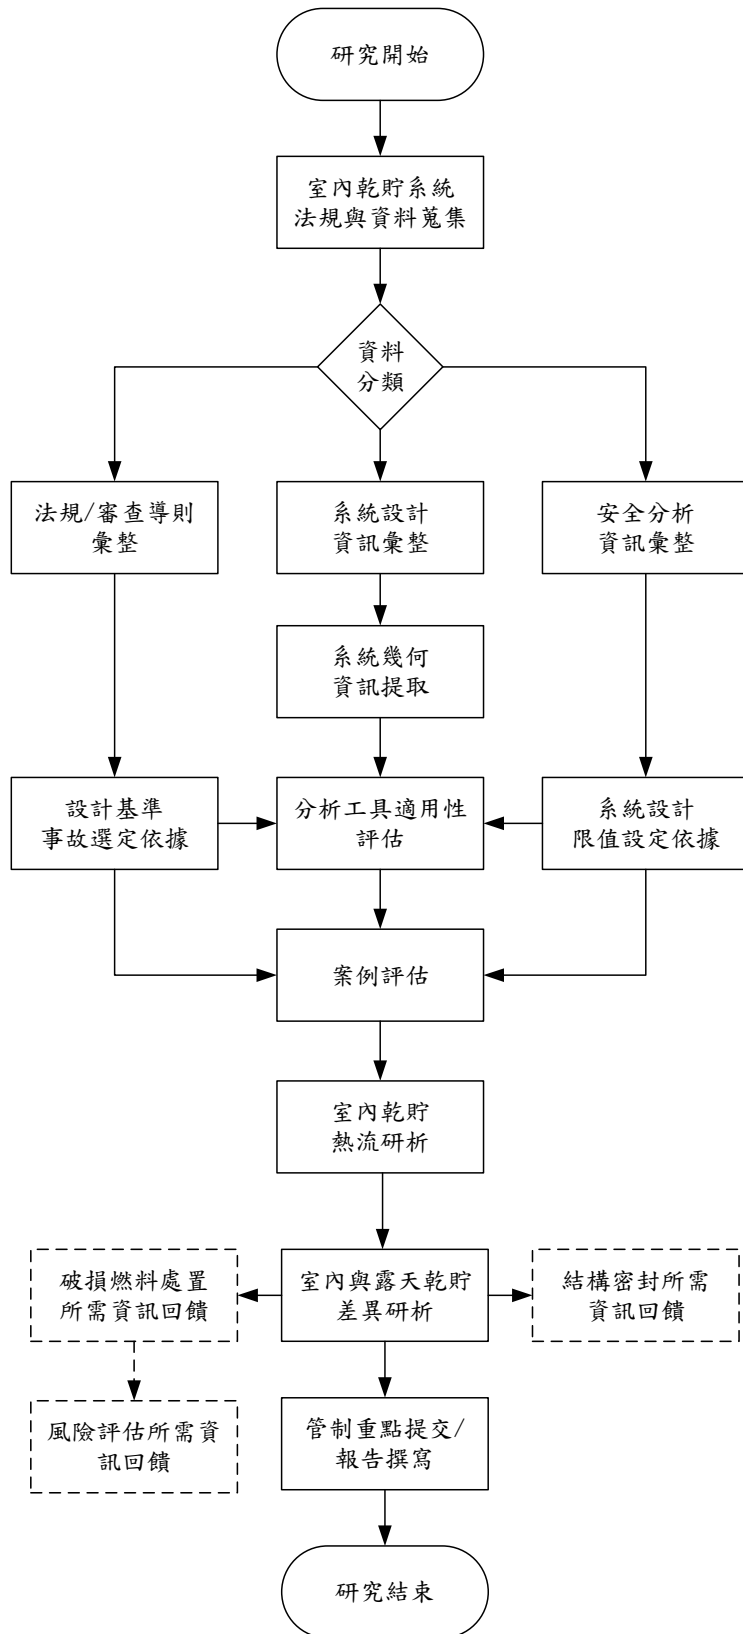 研究開始
室內乾貯系統
法規與資料蒐集
資料
分類
法規/審查導則
彙整
系統設計
資訊彙整
安全分析
資訊彙整
系統幾何
資訊提取
設計基準
事故選定依據
分析工具適用性
評估
系統設計
限值設定依據
案例評估
室內乾貯
熱流研析
破損燃料處置
所需資訊回饋
室內與露天乾貯
差異研析
結構密封所需
資訊回饋
風險評估所需資
訊回饋
管制重點提交/
報告撰寫
研究結束